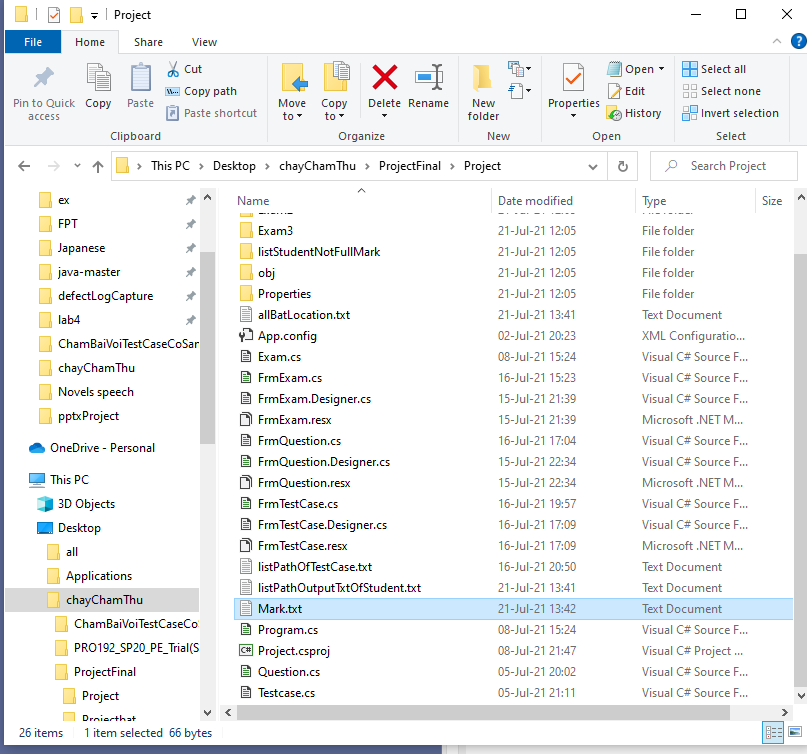 Project
File Home Share View
Pin to Quick access
Copy
Paste
Cut
Copy path
Paste shortcut
Clipboard
Move to
Copy to
Delete
Rename
Organize
New folder
New
Properties
Open
Edit
History
Open
Select all
Select none
Invert selection
Select
This PC > Desktop > chayChamThu > ProjectFinal > Project
Search Project
ex
FPT
Japanese
java-master
defectLogCapture
lab4
ChamBaiVoiTestCaseCoSan
chayChamThu
Novels speech
pptxProject
OneDrive - Personal
This PC
3D Objects
Desktop
all
Applications
chayChamThu
ChamBaiVoiTestCaseCo
PRO192_SP20_PE_Trial(S
ProjectFinal
Project
Projecthat
Name Date modified Type Size
Exam3 21-Jul-21 12:05 File folder
listStudentNotFullMark 21-Jul-21 12:05 File folder
obj 21-Jul-21 12:05 File folder
Properties 21-Jul-21 12:05 File folder
allBatLocation.txt 21-Jul-21 13:41 Text Document
App.config 02-Jul-21 20:23 XML Configuratio...
Exam.cs 08-Jul-21 15:24 Visual C# Source F...
FrmExam.cs 16-Jul-21 15:23 Visual C# Source F...
FrmExam.Designer.cs 15-Jul-21 21:39 Visual C# Source F...
FrmExam.resx 15-Jul-21 21:39 Microsoft .NET M...
FrmQuestion.cs 16-Jul-21 17:04 Visual C# Source F...
FrmQuestion.Designer.cs 15-Jul-21 22:34 Visual C# Source F...
FrmQuestion.resx 15-Jul-21 22:34 Microsoft .NET M...
FrmTestCase.cs 16-Jul-21 19:57 Visual C# Source F...
FrmTestCase.Designer.cs 16-Jul-21 17:09 Visual C# Source F...
FrmTestCase.resx 16-Jul-21 17:09 Microsoft .NET M...
listPathOfTestCase.txt 16-Jul-21 20:50 Text Document
listPathOutputTxtOfStudent.txt 21-Jul-21 13:41 Text Document
Mark.txt 21-Jul-21 13:42 Text Document
Program.cs 08-Jul-21 15:24 Visual C# Source F...
Project.csproj 08-Jul-21 21:47 Visual C# Project ...
Question.cs 05-Jul-21 20:02 Visual C# Source F...
Testcase.cs 05-Jul-21 21:11 Visual C# Source F...
26 items 1 item selected 66 bytes